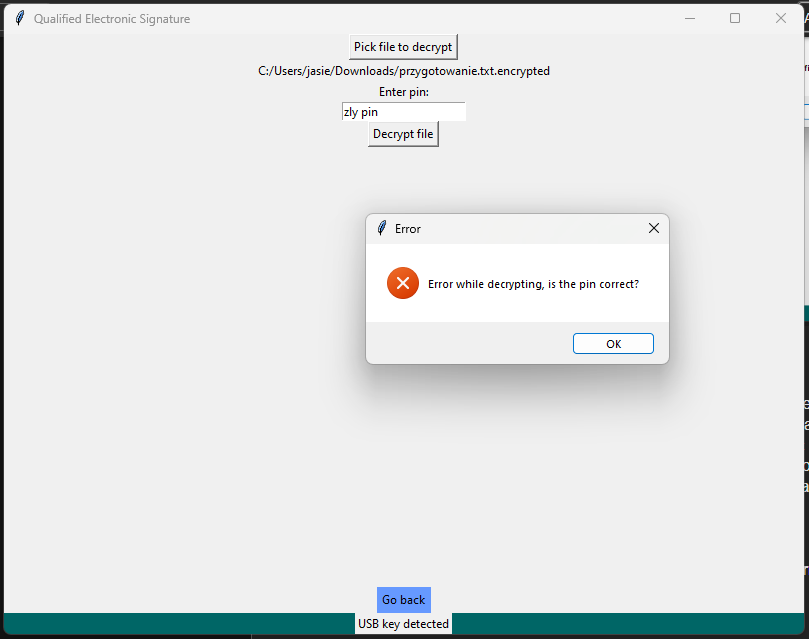 Qualified Electronic Signature
Pick file to decrypt
C:/Users/jasie/Downloads/przygotowanie.txt.encrypted
Enter pin:
zly pin
Decrypt file
Error
Error while decrypting, is the pin correct?
OK
Go back
USB key detected